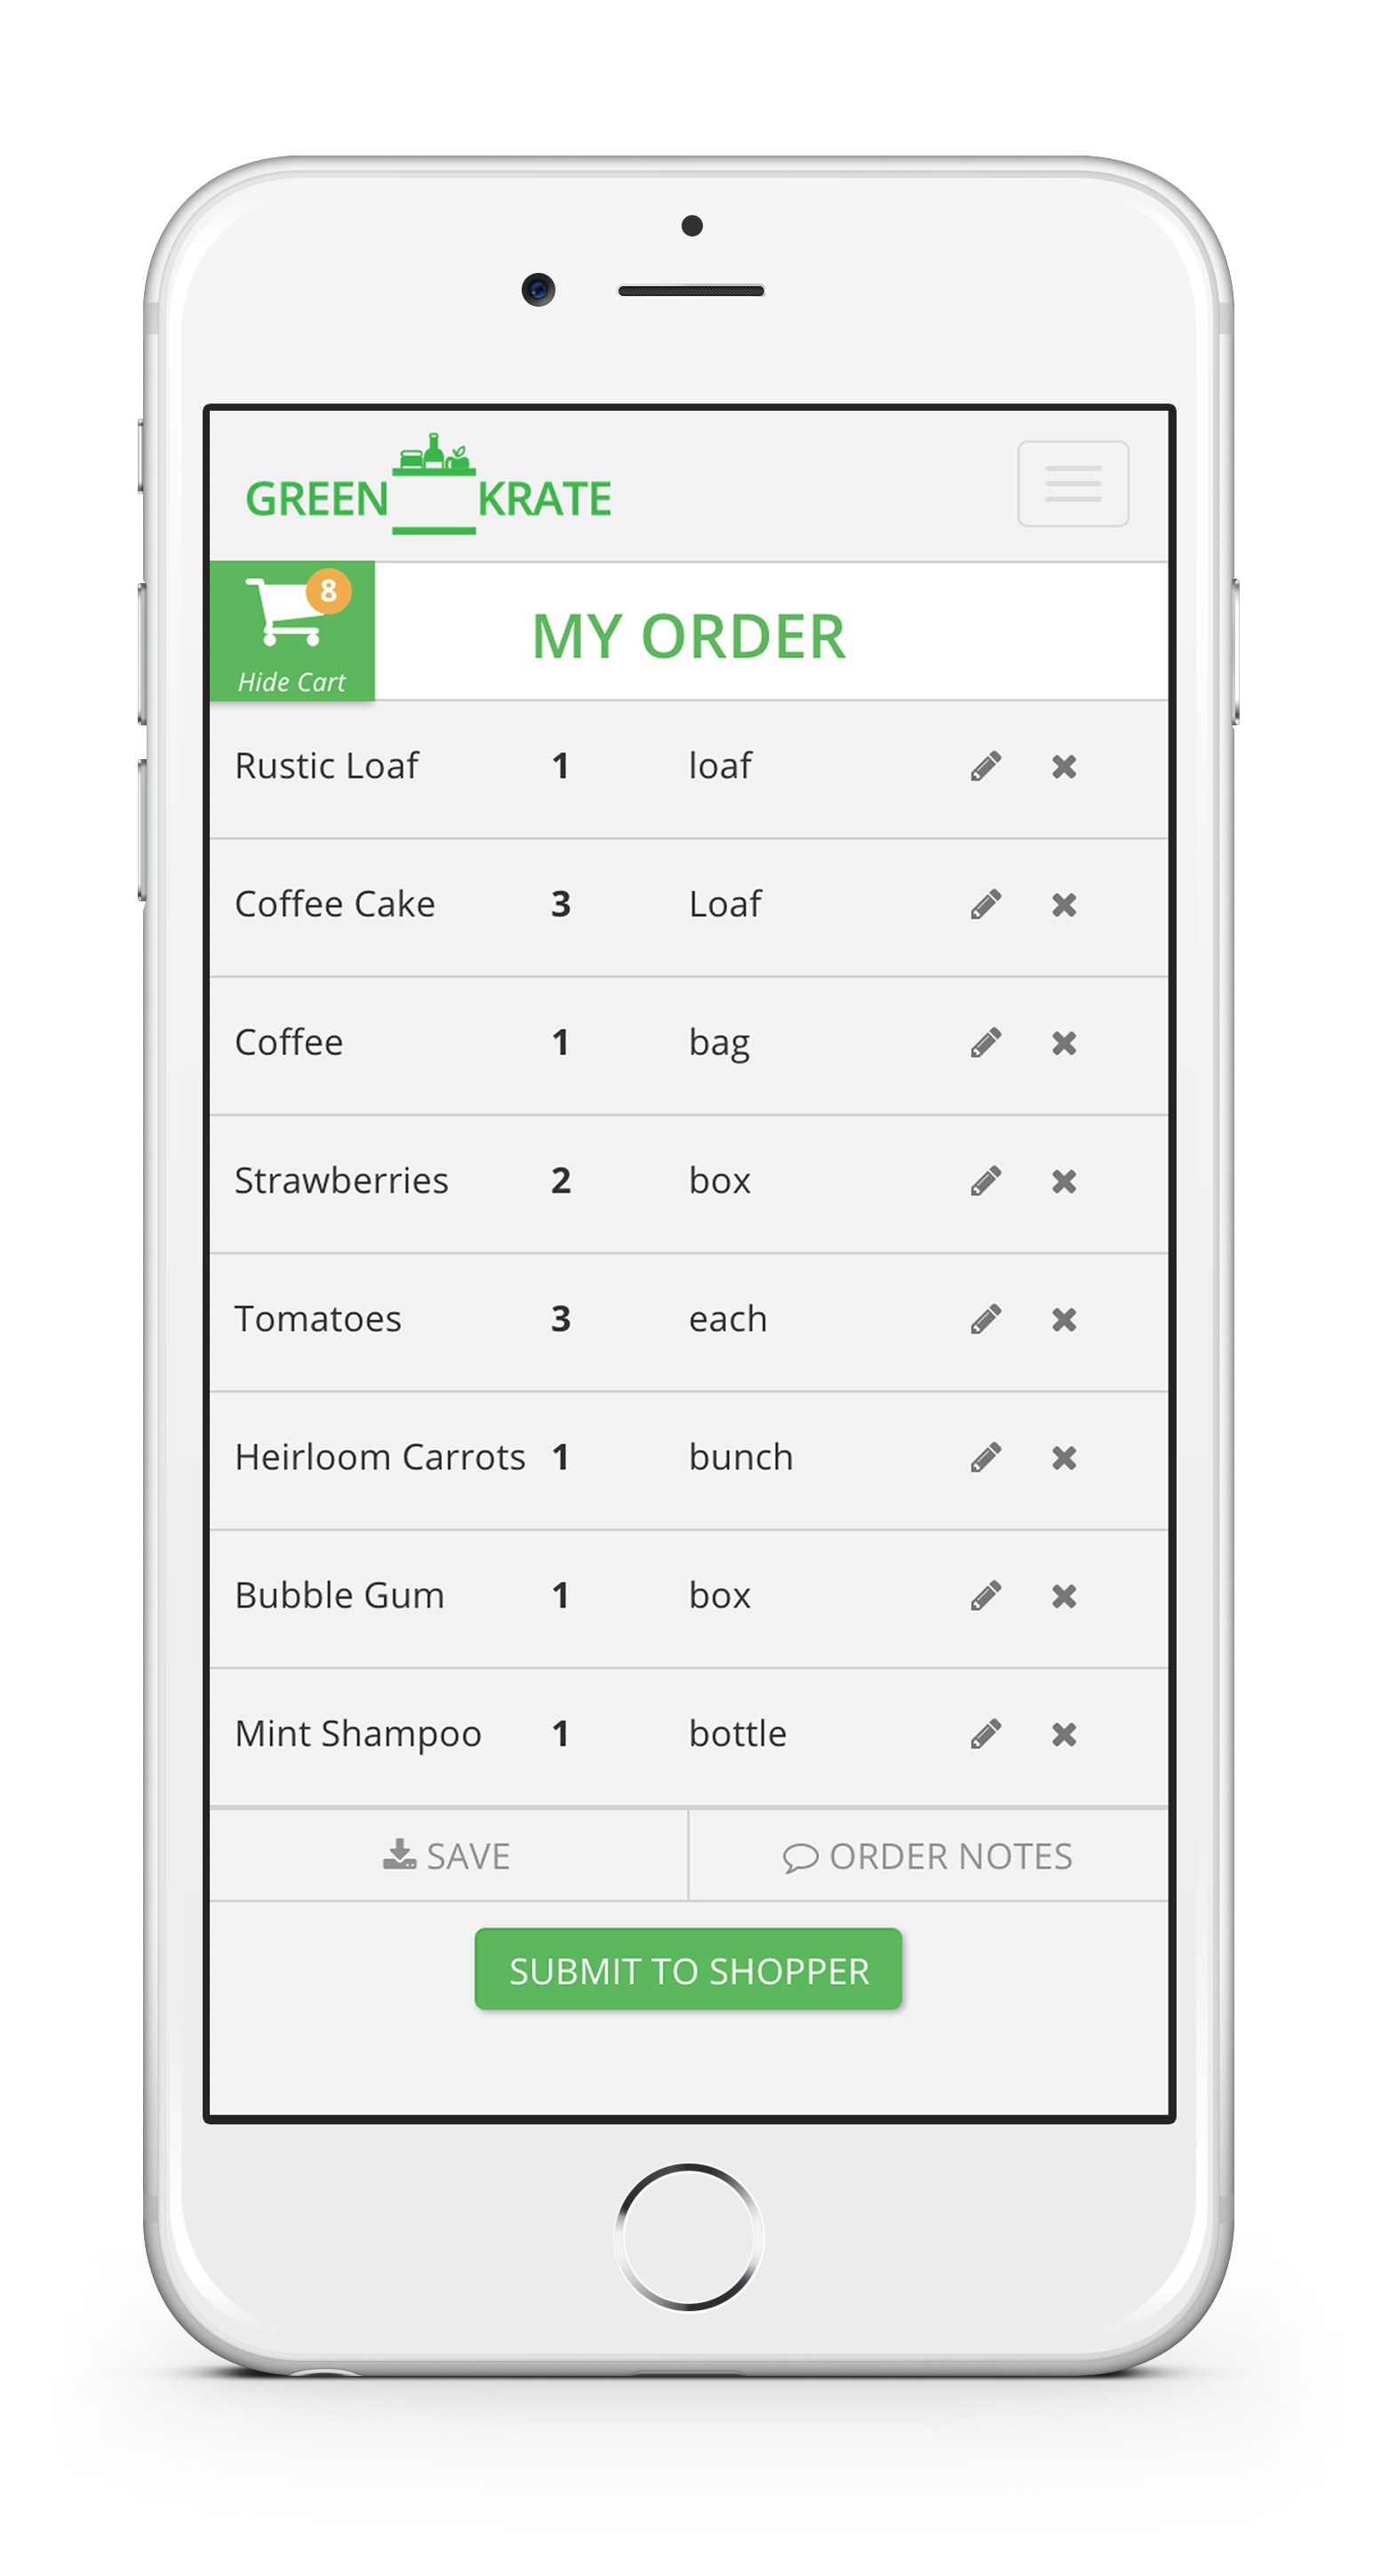 GREEN KRATE
8
Hide Cart
MY ORDER
Rustic Loaf 1 loaf
Coffee Cake 3 Loaf
Coffee 1 bag
Strawberries 2 box
Tomatoes 3 each
Heirloom Carrots 1 bunch
Bubble Gum 1 box
Mint Shampoo 1 bottle
SAVE ORDER NOTES
SUBMIT TO SHOPPER